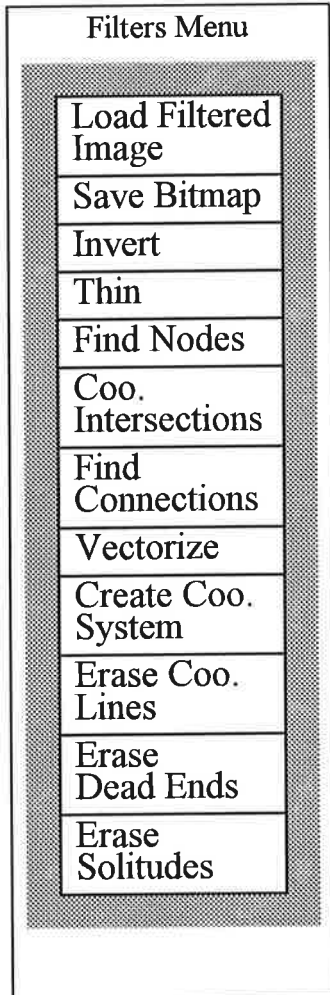 Filters Menu
Load Filtered
Image
Save Bitmap
Invert
Thin
Find Nodes
Coo.
Intersections
Find
Connections
Vectorize
Create Coo.
System
Erase Coo.
Lines
Erase
Dead Ends
Erase
Solitudes